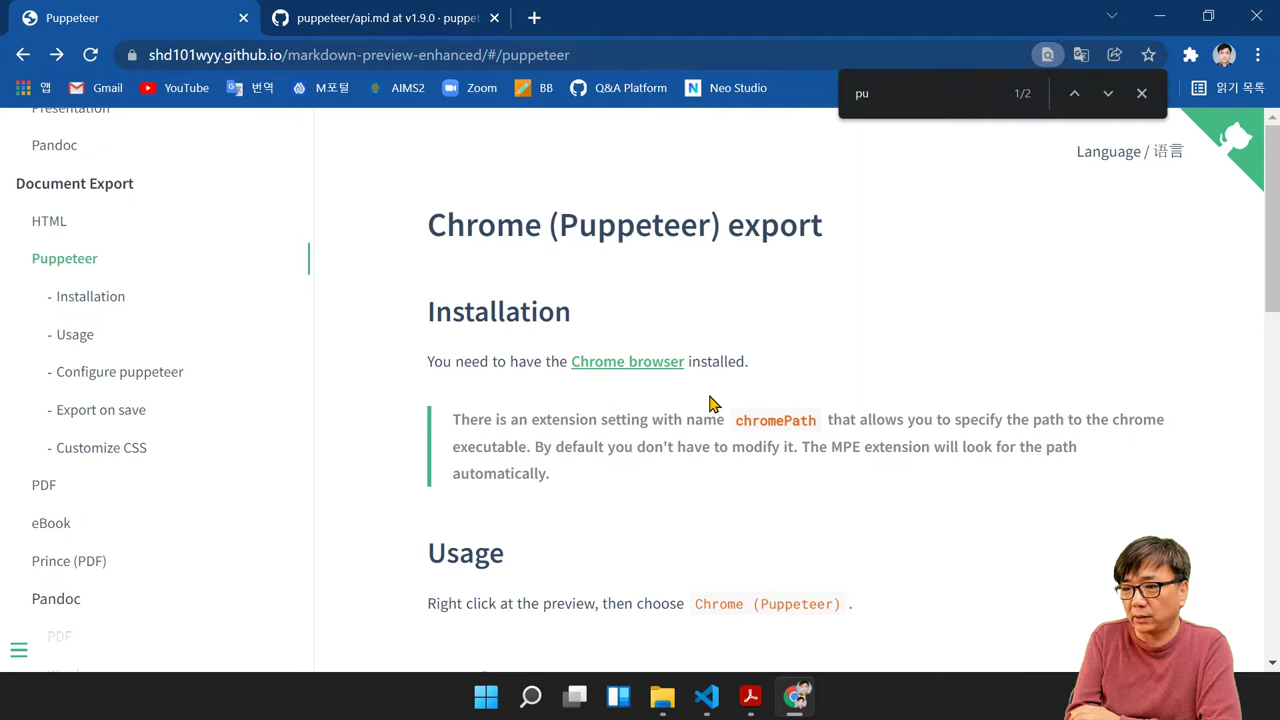 Puppeteer
puppeteer/api.md at v1.9.0 · puppet
shd101wyy.github.io/markdown-preview-enhanced/#/puppeteer
앱
Gmail
YouTube
번역
M포털
AIMS2
Zoom
BB
Q&A Platform
Neo Studio
읽기 목록
pu
1/2
Presentation
Pandoc
Document Export
HTML
Puppeteer
- Installation
- Usage
- Configure puppeteer
- Export on save
- Customize CSS
PDF
eBook
Prince (PDF)
Pandoc
PDF
Language / 语言
Chrome (Puppeteer) export
Installation
You need to have the Chrome browser installed.
There is an extension setting with name chromePath that allows you to specify the path to the chrome
executable. By default you don't have to modify it. The MPE extension will look for the path
automatically.
Usage
Right click at the preview, then choose Chrome (Puppeteer) .